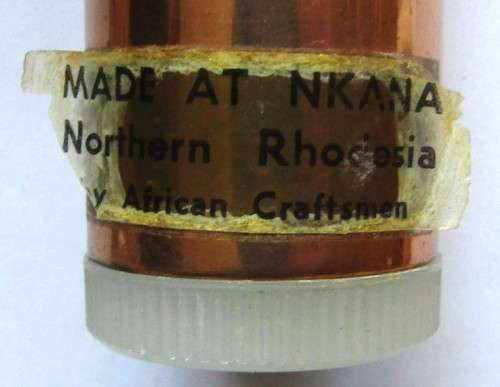 MADE AT NKANA
Northern Rhodesia
y African Craftsmen